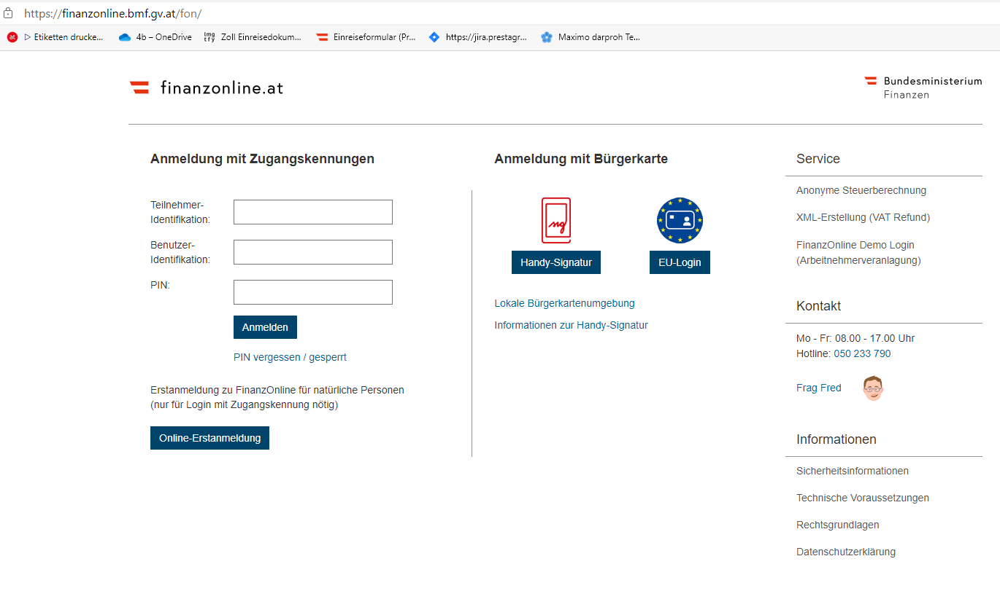 https://finanzonline.bmf.gv.at/fon/
at ▷ Etiketten drucke... 4b – OneDrive lmg tfy Zoll Einreisedokum... Einreiseformular (Pr... https://jira.prestagr... Maximo darproh Te...
finanzonline.at
Bundesministerium
Finanzen
Anmeldung mit Zugangskennungen
Teilnehmer-
Identifikation:
Benutzer-
Identifikation:
PIN:
Anmelden
PIN vergessen / gesperrt
Erstanmeldung zu FinanzOnline für natürliche Personen
(nur für Login mit Zugangskennung nötig)
Online-Erstanmeldung
Anmeldung mit Bürgerkarte
Handy-Signatur
EU-Login
Lokale Bürgerkartenumgebung
Informationen zur Handy-Signatur
Service
Anonyme Steuerberechnung
XML-Erstellung (VAT Refund)
FinanzOnline Demo Login
(Arbeitnehmerveranlagung)
Kontakt
Mo - Fr: 08.00 - 17.00 Uhr
Hotline: 050 233 790
Frag Fred
Informationen
Sicherheitsinformationen
Technische Voraussetzungen
Rechtsgrundlagen
Datenschutzerklärung